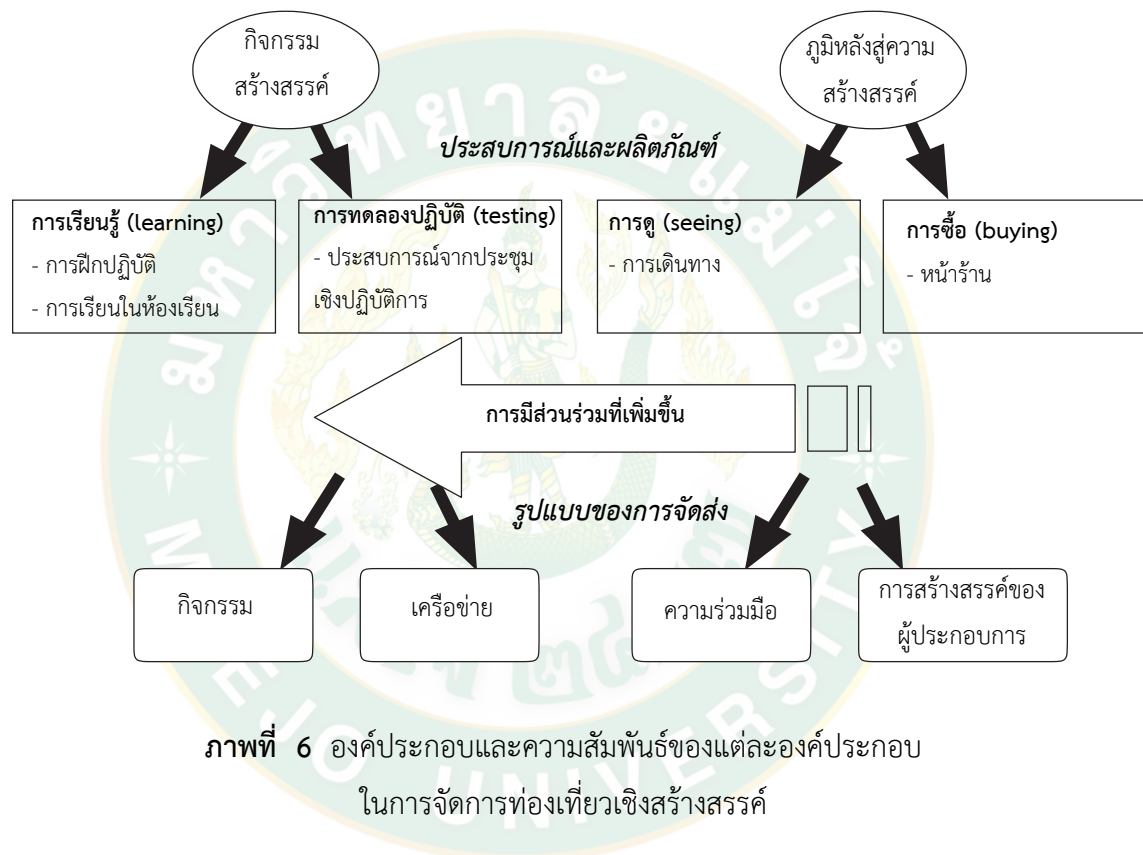 กิจกรรม
สร้างสรรค์
ภูมิหลังสู่ความ
สร้างสรรค์
ประสบการณ์และผลิตภัณฑ์
การเรียนรู้ (learning)
- การฝึกปฏิบัติ
- การเรียนในห้องเรียน
การทดลองปฏิบัติ (testing)
- ประสบการณ์จากประชุม
เชิงปฏิบัติการ
การดู (seeing)
- การเดินทาง
การซื้อ (buying)
- หน้าร้าน
การมีส่วนร่วมที่เพิ่มขึ้น
รูปแบบของการจัดส่ง
กิจกรรม
เครือข่าย
ความร่วมมือ
การสร้างสรรค์ของ
ผู้ประกอบการ
ภาพที่ 6 องค์ประกอบและความสัมพันธ์ของแต่ละองค์ประกอบ
ในการจัดการท่องเที่ยวเชิงสร้างสรรค์
มหาวิทยาลัยแม่โจ้
MAEJO UNIVERSITY